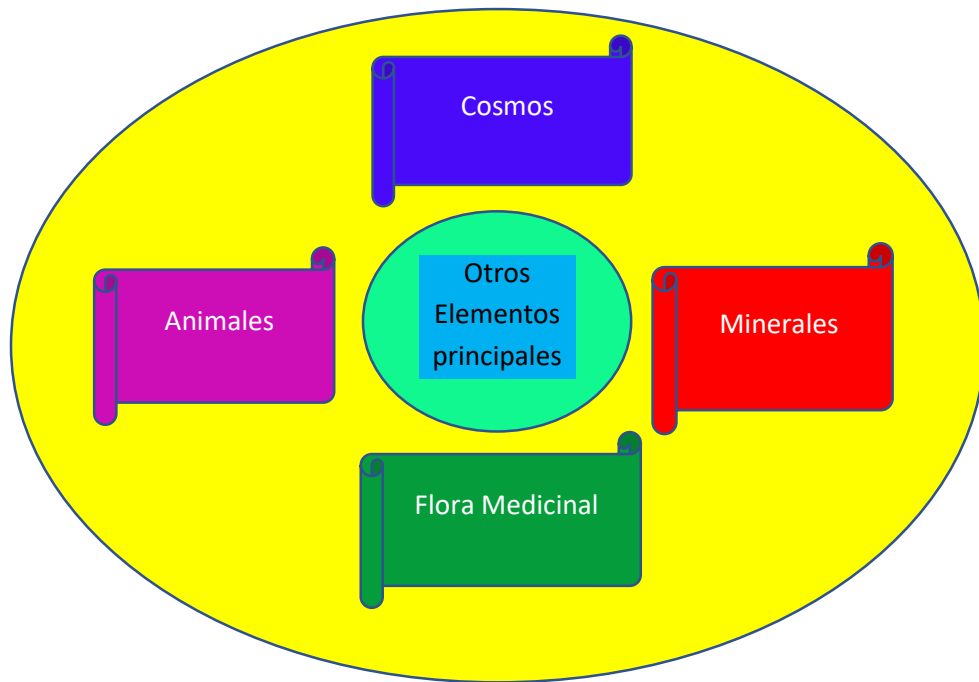 Cosmos
Animales
Otros
Elementos
principales
Minerales
Flora Medicinal